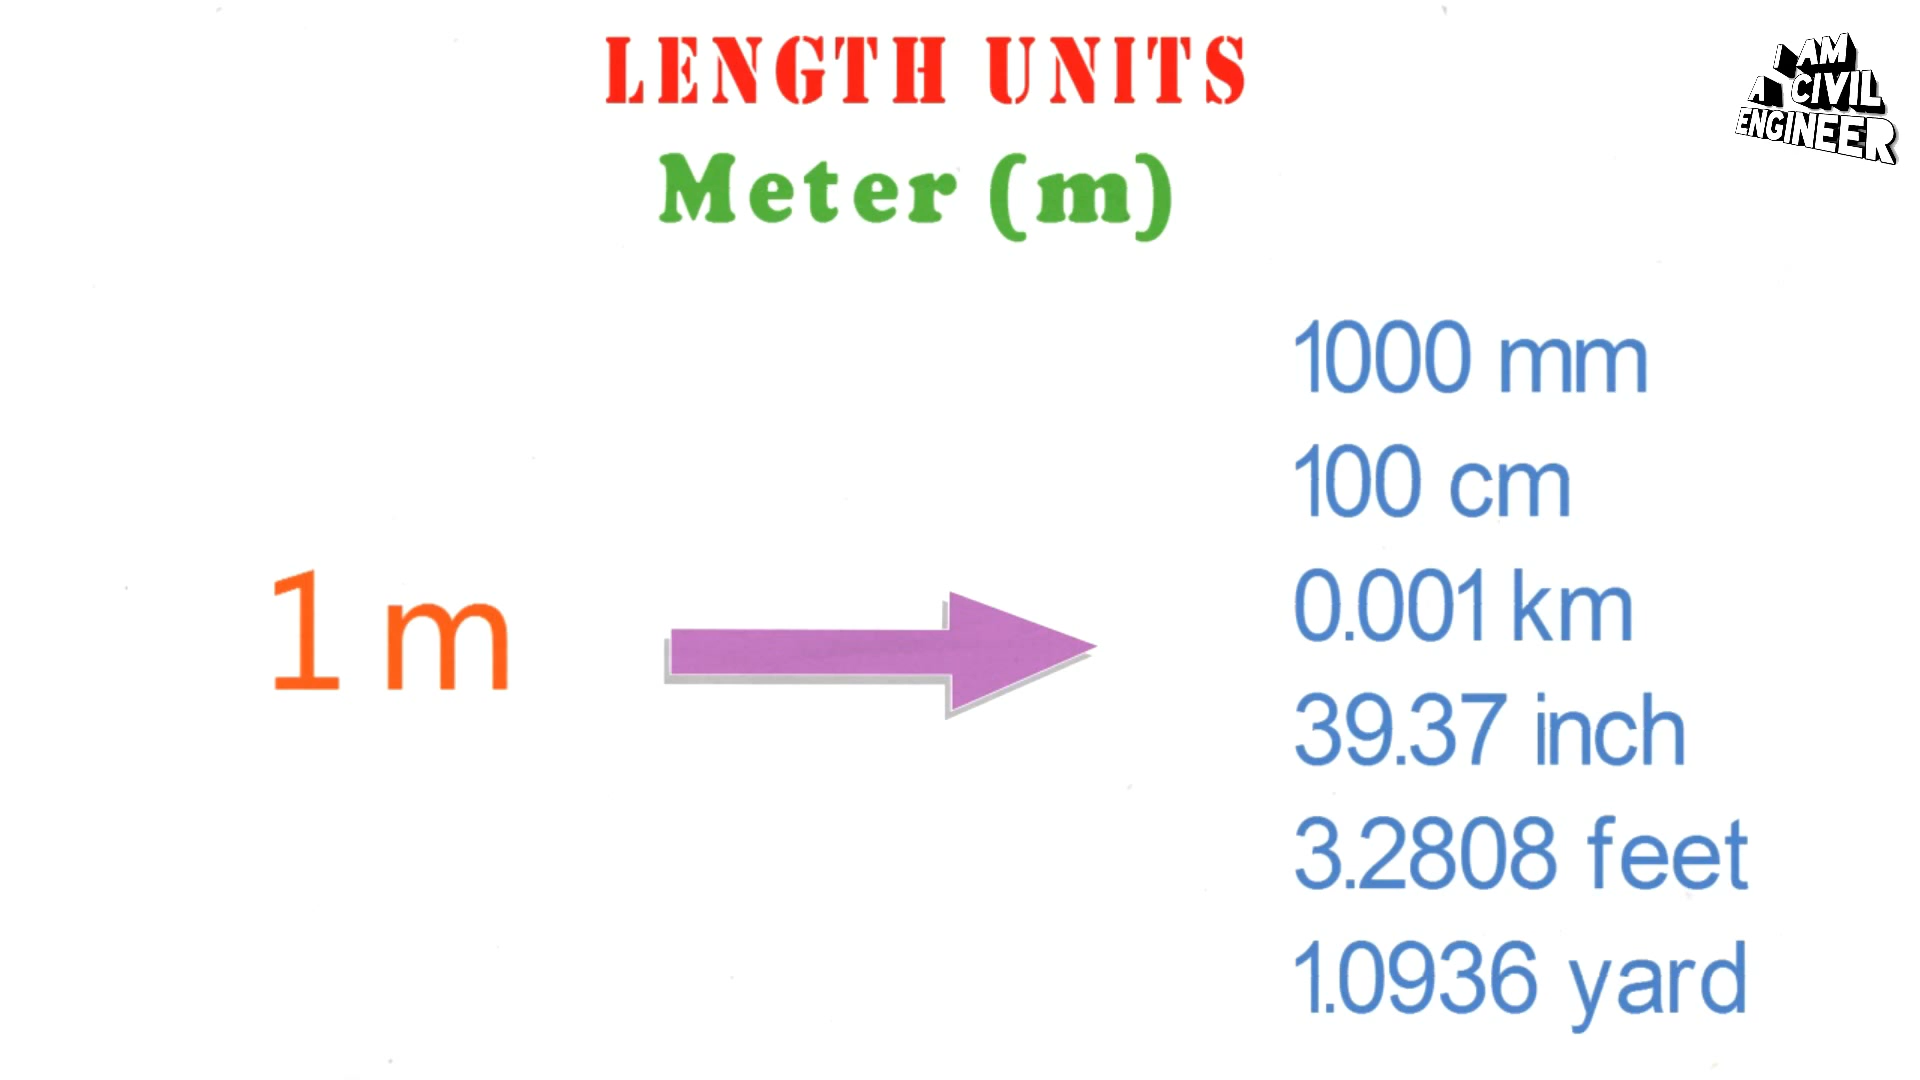 LENGTH UNITS
Meter (m)
I AM
A CIVIL
ENGINEER
1 m
1000 mm
100 cm
0.001 km
39.37 inch
3.2808 feet
1.0936 yard